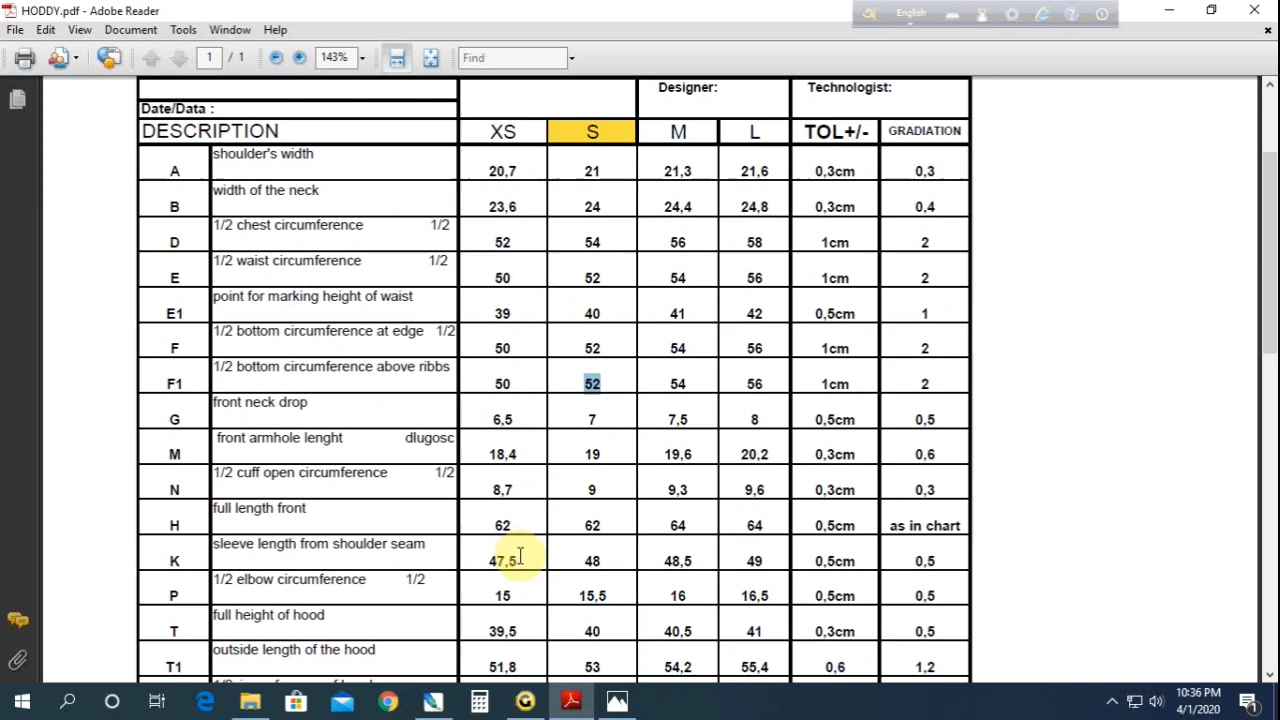 HODDY.pdf - Adobe Reader
English
File Edit View Document Tools Window Help
1 / 1 143% Find
Designer: Technologist:
Date/Data :
DESCRIPTION XS S M L TOL+/- GRADIATION
A shoulder's width 20,7 21 21,3 21,6 0,3cm 0,3
B width of the neck 23,6 24 24,4 24,8 0,3cm 0,4
D 1/2 chest circumference 1/2 52 54 56 58 1cm 2
E 1/2 waist circumference 1/2 50 52 54 56 1cm 2
E1 point for marking height of waist 39 40 41 42 0,5cm 1
F 1/2 bottom circumference at edge 1/2 50 52 54 56 1cm 2
F1 1/2 bottom circumference above ribbs 50 52 54 56 1cm 2
G front neck drop 6,5 7 7,5 8 0,5cm 0,5
M front armhole lenght dlugosc 18,4 19 19,6 20,2 0,3cm 0,6
N 1/2 cuff open circumference 1/2 8,7 9 9,3 9,6 0,3cm 0,3
H full length front 62 62 64 64 0,5cm as in chart
K sleeve length from shoulder seam 47,5 48 48,5 49 0,5cm 0,5
P 1/2 elbow circumference 1/2 15 15,5 16 16,5 0,5cm 0,5
T full height of hood 39,5 40 40,5 41 0,3cm 0,5
T1 outside length of the hood 51,8 53 54,2 55,4 0,6 1,2
10:36 PM
4/1/2020
1